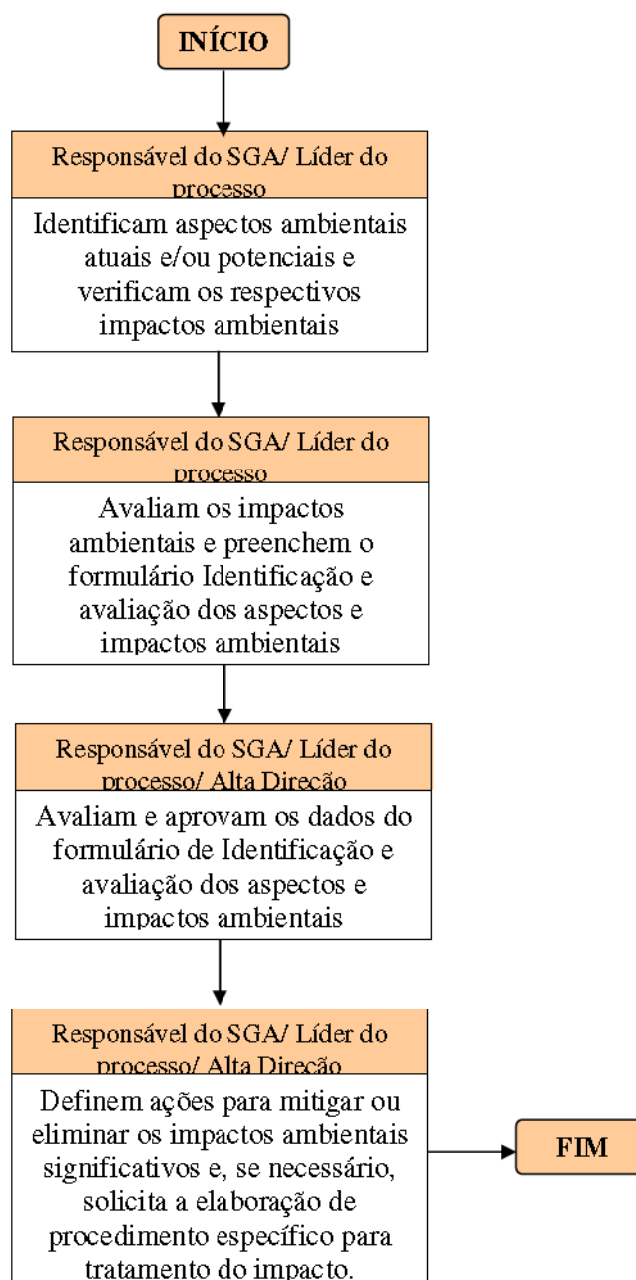 INÍCIO
Responsável do SGA/ Líder do
processo
Identificam aspectos ambientais
atuais e/ou potenciais e
verificam os respectivos
impactos ambientais
Responsável do SGA/ Líder do
processo
Avaliam os impactos
ambientais e preenchem o
formulário Identificação e
avaliação dos aspectos e
impactos ambientais
Responsável do SGA/ Líder do
processo/ Alta Direção
Avaliam e aprovam os dados do
formulário de Identificação e
avaliação dos aspectos e
impactos ambientais
Responsável do SGA/ Líder do
processo/ Alta Direção
Definem ações para mitigar ou
eliminar os impactos ambientais
significativos e, se necessário,
solicita a elaboração de
procedimento específico para
tratamento do impacto.
FIM